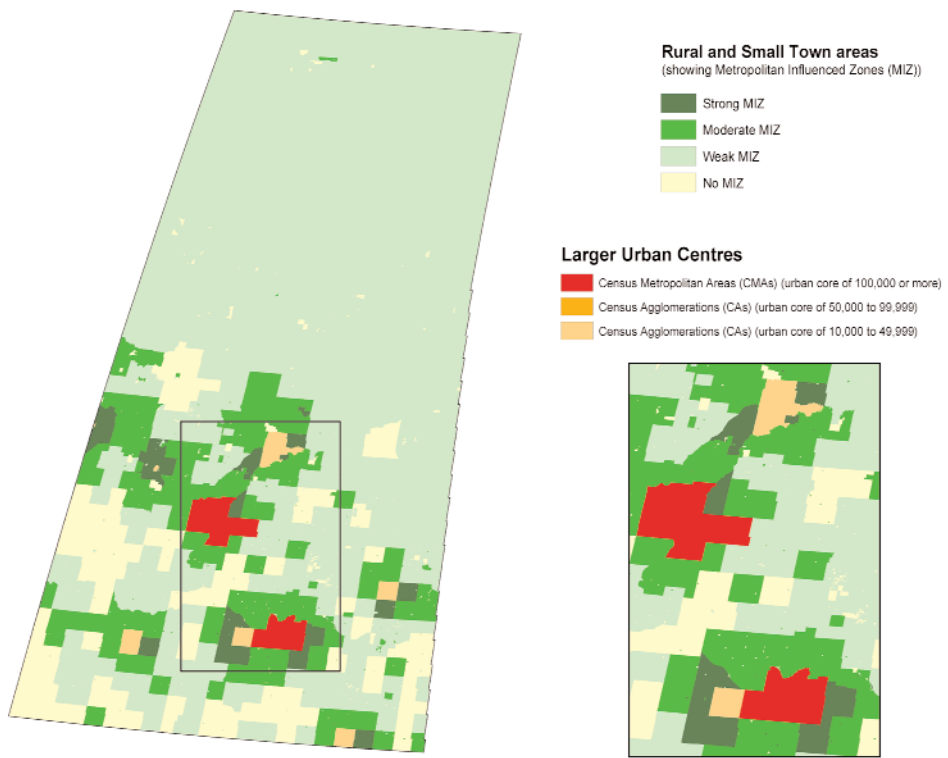 Rural and Small Town areas
(showing Metropolitan Influenced Zones (MIZ))
Strong MIZ
Moderate MIZ
Weak MIZ
No MIZ
Larger Urban Centres
Census Metropolitan Areas (CMAs) (urban core of 100,000 or more)
Census Agglomerations (CAs) (urban core of 50,000 to 99,999)
Census Agglomerations (CAs) (urban core of 10,000 to 49,999)